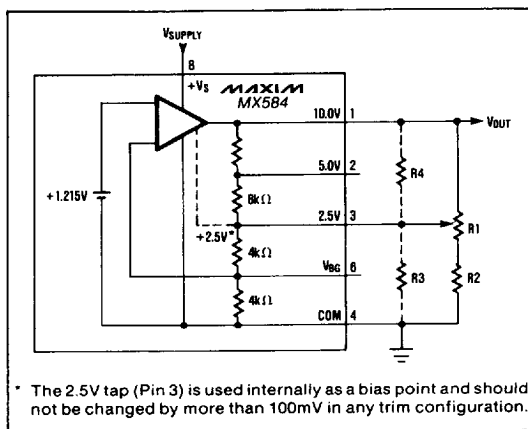 VSUPPLY
8
+VS
MAXIM
MX584
10.0V 1
VOUT
5.0V 2
R4
6kΩ
2.5V 3
+2.5V*
R1
4kΩ
VBG 6
R3
R2
4kΩ
COM 4
+1.215V
* The 2.5V tap (Pin 3) is used internally as a bias point and should
not be changed by more than 100mV in any trim configuration.